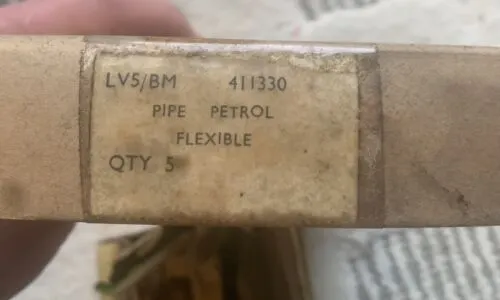 LV5/BM 411330
PIPE PETROL
FLEXIBLE
QTY 5